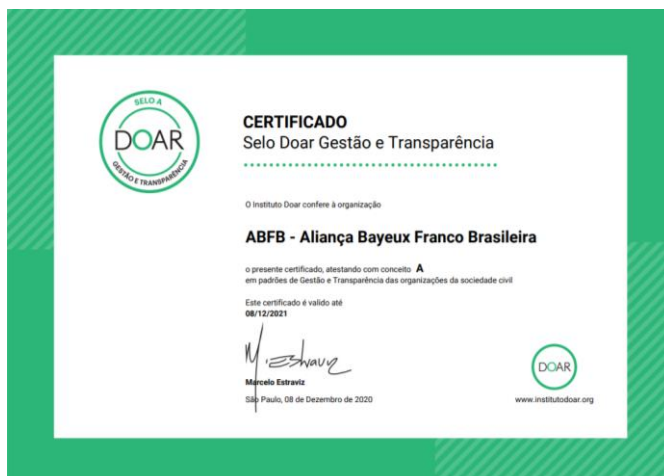 SELO A
DOAR
GESTÃO E TRANSPARÊNCIA
CERTIFICADO
Selo Doar Gestão e Transparência
O Instituto Doar confere à organização
ABFB - Aliança Bayeux Franco Brasileira
o presente certificado, atestando com conceito A
em padrões de Gestão e Transparência das organizações da sociedade civil
Este certificado é valido até
08/12/2021
M. Estraviz
Marcelo Estraviz
São Paulo, 08 de Dezembro de 2020
DOAR
www.institutodoar.org